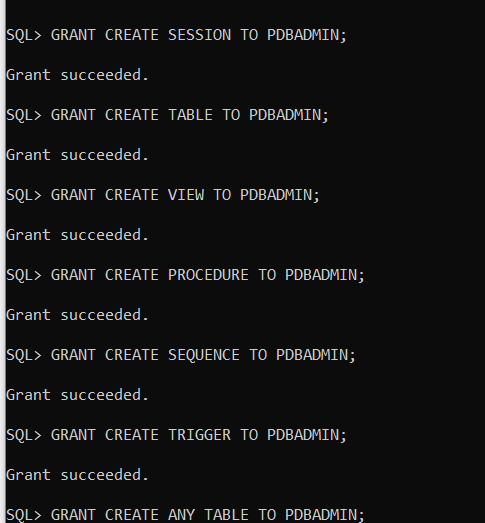 SQL> GRANT CREATE SESSION TO PDBADMIN;
Grant succeeded.
SQL> GRANT CREATE TABLE TO PDBADMIN;
Grant succeeded.
SQL> GRANT CREATE VIEW TO PDBADMIN;
Grant succeeded.
SQL> GRANT CREATE PROCEDURE TO PDBADMIN;
Grant succeeded.
SQL> GRANT CREATE SEQUENCE TO PDBADMIN;
Grant succeeded.
SQL> GRANT CREATE TRIGGER TO PDBADMIN;
Grant succeeded.
SQL> GRANT CREATE ANY TABLE TO PDBADMIN;